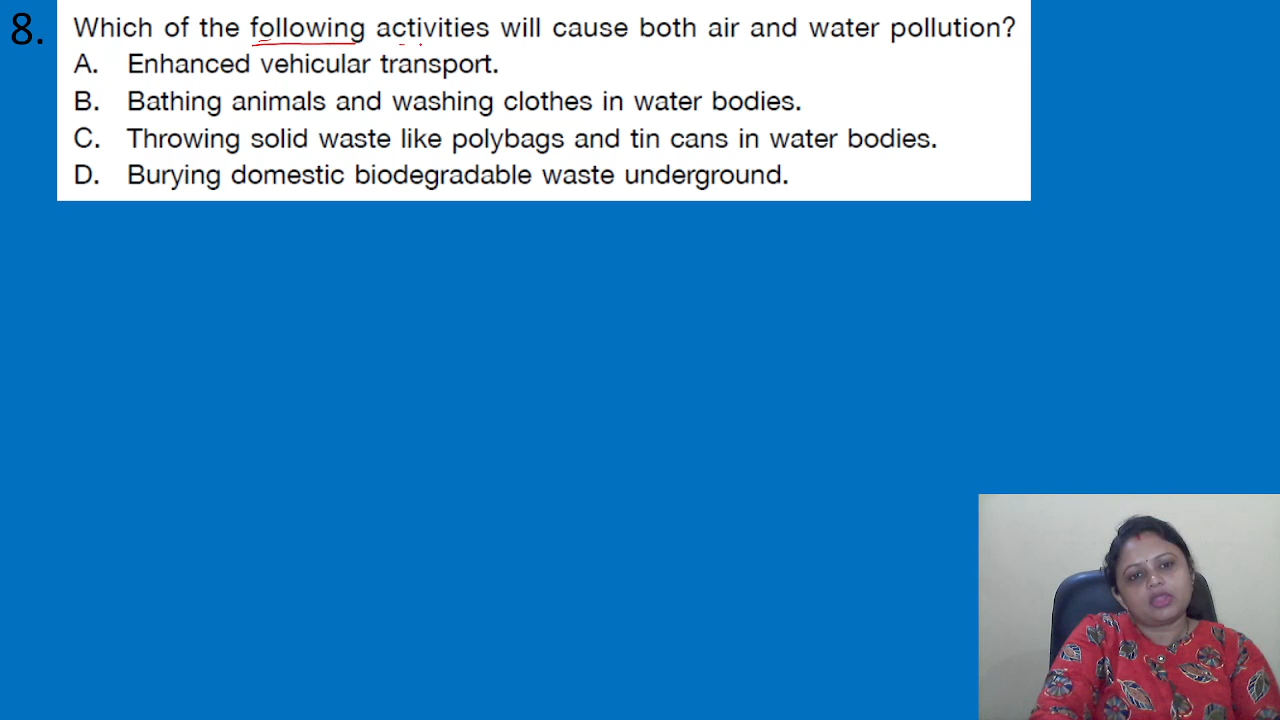 8. Which of the following activities will cause both air and water pollution?
A. Enhanced vehicular transport.
B. Bathing animals and washing clothes in water bodies.
C. Throwing solid waste like polybags and tin cans in water bodies.
D. Burying domestic biodegradable waste underground.